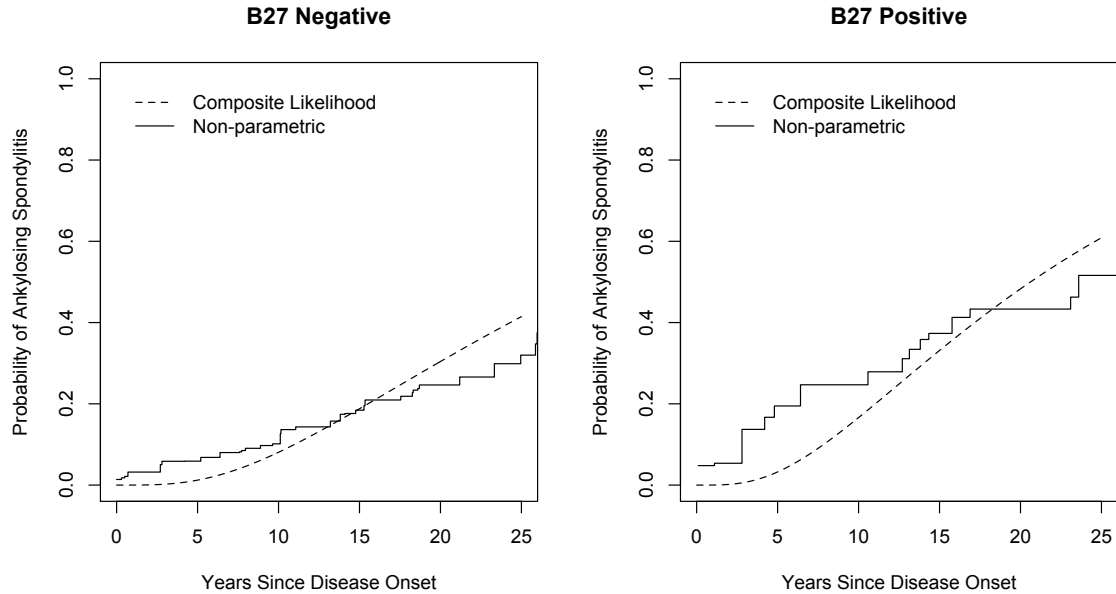 B27 Negative
Probability of Ankylosing Spondylitis
1.0
0.8
0.6
0.4
0.2
0.0
Composite Likelihood
Non-parametric
0 5 10 15 20 25
Years Since Disease Onset
B27 Positive
Probability of Ankylosing Spondylitis
1.0
0.8
0.6
0.4
0.2
0.0
Composite Likelihood
Non-parametric
0 5 10 15 20 25
Years Since Disease Onset